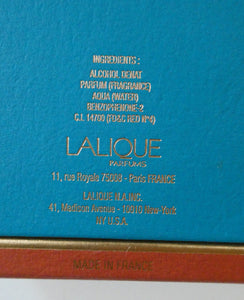 INGREDIENTS :
ALCOHOL DENAT
PARFUM (FRAGRANCE)
AQUA (WATER)
BENZOPHENONE-2
C.I. 14700 (FD&C RED N°4)
LALIQUE
PARFUMS
11, rue Royale 75008 - Paris FRANCE
LALIQUE N.A. INC.
41, Madison Avenue - 10010 NEW YORK
NY U.S.A.
MADE IN FRANCE